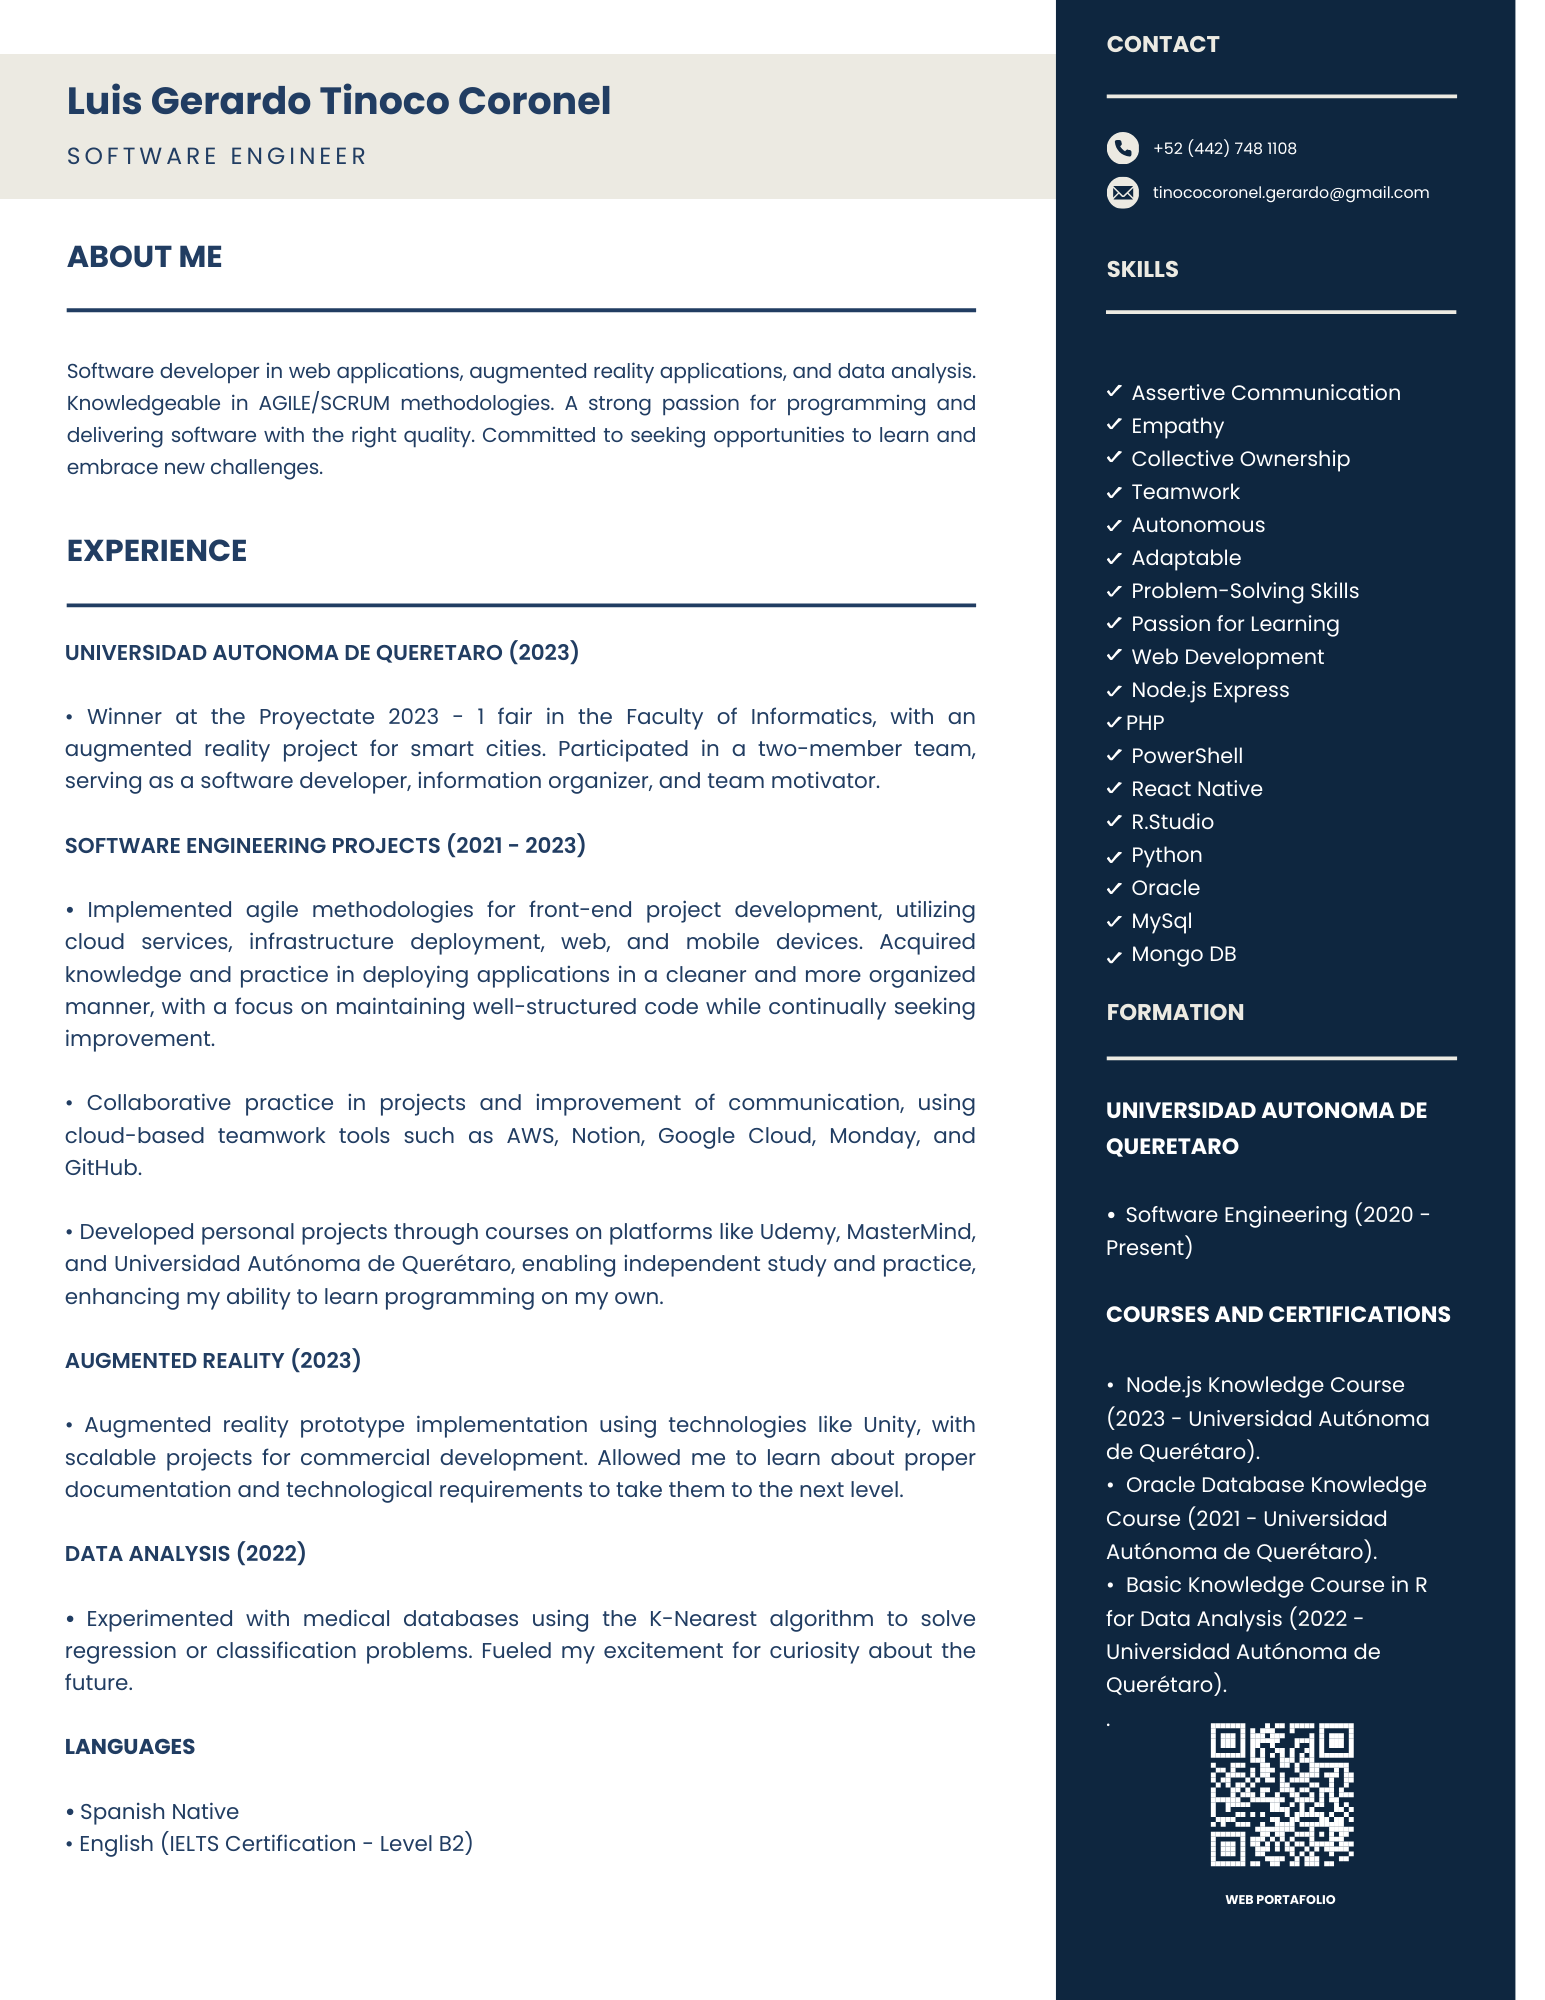 Luis Gerardo Tinoco Coronel
SOFTWARE ENGINEER
ABOUT ME
Software developer in web applications, augmented reality applications, and data analysis.
Knowledgeable in AGILE/SCRUM methodologies. A strong passion for programming and
delivering software with the right quality. Committed to seeking opportunities to learn and
embrace new challenges.
EXPERIENCE
UNIVERSIDAD AUTONOMA DE QUERETARO (2023)
• Winner at the Proyectate 2023 - 1 fair in the Faculty of Informatics, with an
augmented reality project for smart cities. Participated in a two-member team,
serving as a software developer, information organizer, and team motivator.
SOFTWARE ENGINEERING PROJECTS (2021 - 2023)
• Implemented agile methodologies for front-end project development, utilizing
cloud services, infrastructure deployment, web, and mobile devices. Acquired
knowledge and practice in deploying applications in a cleaner and more organized
manner, with a focus on maintaining well-structured code while continually seeking
improvement.
• Collaborative practice in projects and improvement of communication, using
cloud-based teamwork tools such as AWS, Notion, Google Cloud, Monday, and
GitHub.
• Developed personal projects through courses on platforms like Udemy, MasterMind,
and Universidad Autónoma de Querétaro, enabling independent study and practice,
enhancing my ability to learn programming on my own.
AUGMENTED REALITY (2023)
• Augmented reality prototype implementation using technologies like Unity, with
scalable projects for commercial development. Allowed me to learn about proper
documentation and technological requirements to take them to the next level.
DATA ANALYSIS (2022)
• Experimented with medical databases using the K-Nearest algorithm to solve
regression or classification problems. Fueled my excitement for curiosity about the
future.
LANGUAGES
• Spanish Native
• English (IELTS Certification - Level B2)
CONTACT
+52 (442) 748 1108
tinococoronel.gerardo@gmail.com
SKILLS
✓ Assertive Communication
✓ Empathy
✓ Collective Ownership
✓ Teamwork
✓ Autonomous
✓ Adaptable
✓ Problem-Solving Skills
✓ Passion for Learning
✓ Web Development
✓ Node.js Express
✓ PHP
✓ PowerShell
✓ React Native
✓ R.Studio
✓ Python
✓ Oracle
✓ MySql
✓ Mongo DB
FORMATION
UNIVERSIDAD AUTONOMA DE
QUERETARO
• Software Engineering (2020 -
Present)
COURSES AND CERTIFICATIONS
• Node.js Knowledge Course
(2023 - Universidad Autónoma
de Querétaro).
• Oracle Database Knowledge
Course (2021 - Universidad
Autónoma de Querétaro).
• Basic Knowledge Course in R
for Data Analysis (2022 -
Universidad Autónoma de
Querétaro).
.
WEB PORTAFOLIO